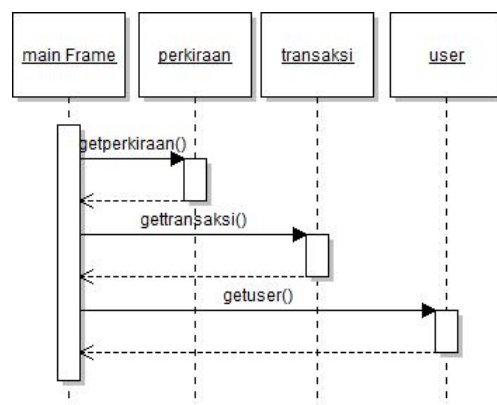 main Frame
perkiraan
transaksi
user
getperkiraan()
gettransaksi()
getuser()